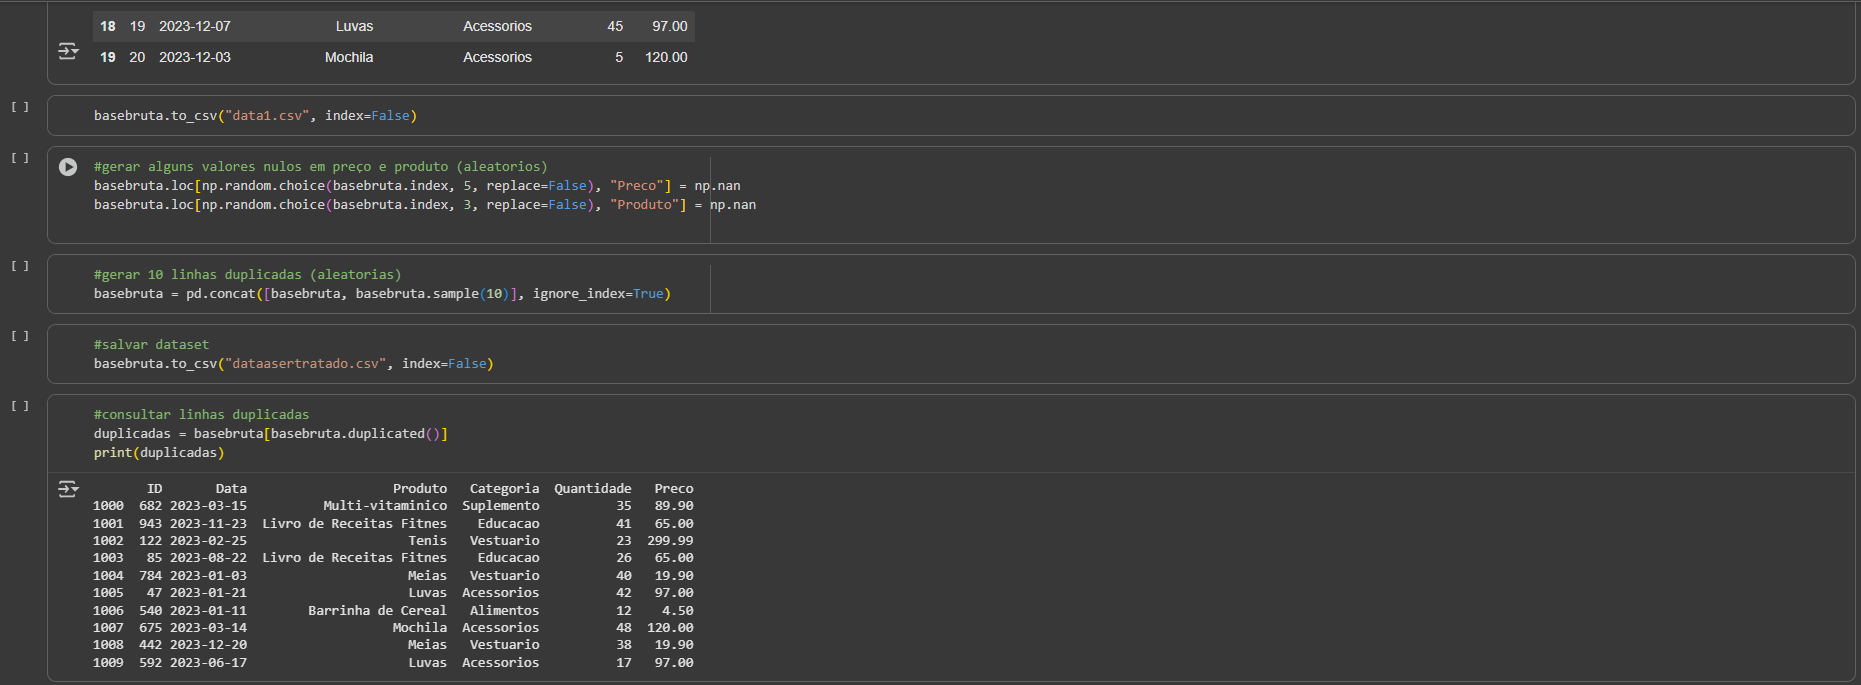 18 19 2023-12-07 Luvas Acessorios 45 97.00
19 20 2023-12-03 Mochila Acessorios 5 120.00
[ ] basebruta.to_csv("data1.csv", index=False)
[ ] #gerar alguns valores nulos em preço e produto (aleatorios)
basebruta.loc[np.random.choice(basebruta.index, 5, replace=False), "Preco"] = np.nan
basebruta.loc[np.random.choice(basebruta.index, 3, replace=False), "Produto"] = np.nan
[ ] #gerar 10 linhas duplicadas (aleatorias)
basebruta = pd.concat([basebruta, basebruta.sample(10)], ignore_index=True)
[ ] #salvar dataset
basebruta.to_csv("dataasertratado.csv", index=False)
[ ] #consultar linhas duplicadas
duplicadas = basebruta[basebruta.duplicated()]
print(duplicadas)
ID Data Produto Categoria Quantidade Preco
1000 682 2023-03-15 Multi-vitaminico Suplemento 35 89.90
1001 943 2023-11-23 Livro de Receitas Fitnes Educacao 41 65.00
1002 122 2023-02-25 Tenis Vestuario 23 299.99
1003 85 2023-08-22 Livro de Receitas Fitnes Educacao 26 65.00
1004 784 2023-01-03 Meias Vestuario 40 19.90
1005 47 2023-01-21 Luvas Acessorios 42 97.00
1006 540 2023-01-11 Barrinha de Cereal Alimentos 12 4.50
1007 675 2023-03-14 Mochila Acessorios 48 120.00
1008 442 2023-12-20 Meias Vestuario 38 19.90
1009 592 2023-06-17 Luvas Acessorios 17 97.00